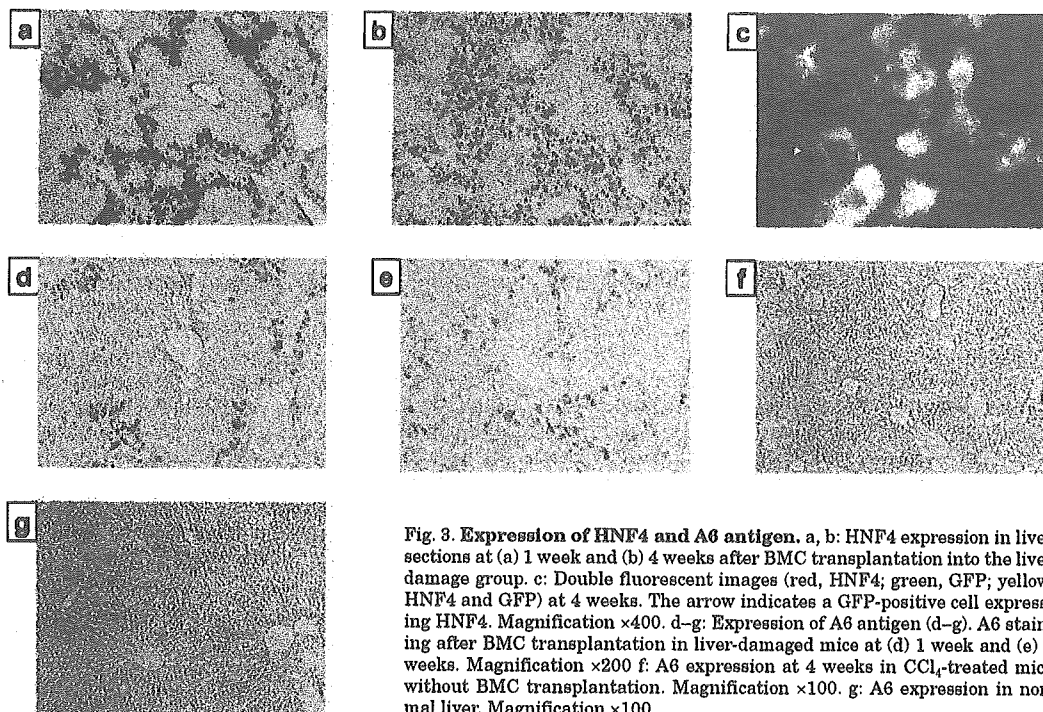 a
b
c
d
e
f
g
Fig. 3. Expression of HNF4 and A6 antigen. a, b: HNF4 expression in live
sections at (a) 1 week and (b) 4 weeks after BMC transplantation into the live
damage group. c: Double fluorescent images (red, HNF4; green, GFP; yellow
HNF4 and GFP) at 4 weeks. The arrow indicates a GFP-positive cell express
ing HNF4. Magnification ×400. d–g: Expression of A6 antigen (d–g). A6 stain
ing after BMC transplantation in liver-damaged mice at (d) 1 week and (e)
weeks. Magnification ×200 f: A6 expression at 4 weeks in CCl₄-treated mic
without BMC transplantation. Magnification ×100. g: A6 expression in nor
mal liver. Magnification ×100